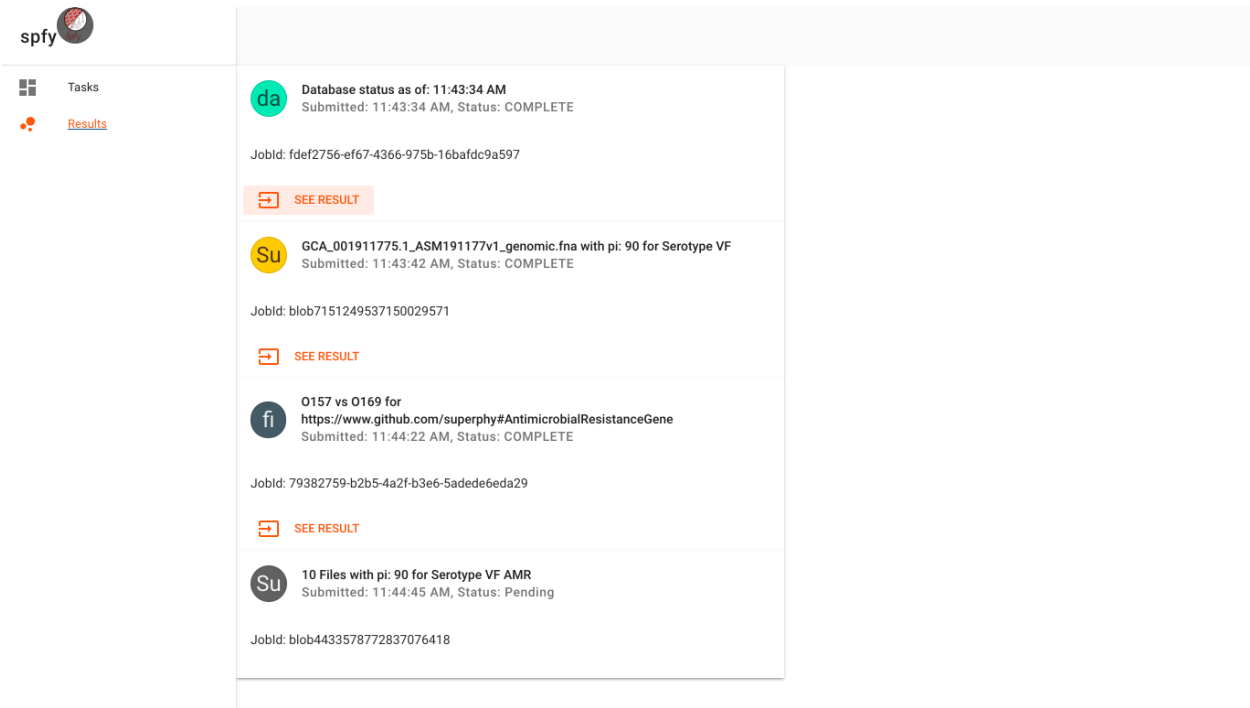 spfy
Tasks
Results
da
Database status as of: 11:43:34 AM
Submitted: 11:43:34 AM, Status: COMPLETE
JobId: fdef2756-ef67-4366-975b-16bafdc9a597
SEE RESULT
Su
GCA_001911775.1_ASM191177v1_genomic.fna with pi: 90 for Serotype VF
Submitted: 11:43:42 AM, Status: COMPLETE
JobId: blob7151249537150029571
SEE RESULT
fi
O157 vs O169 for
https://www.github.com/superphy#AntimicrobialResistanceGene
Submitted: 11:44:22 AM, Status: COMPLETE
JobId: 79382759-b2b5-4a2f-b3e6-5adede6eda29
SEE RESULT
Su
10 Files with pi: 90 for Serotype VF AMR
Submitted: 11:44:45 AM, Status: Pending
JobId: blob4433578772837076418